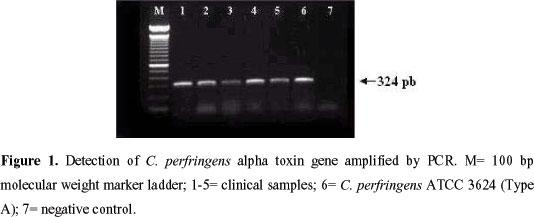 M 1 2 3 4 5 6 7
324 pb
Figure 1. Detection of C. perfringens alpha toxin gene amplified by PCR. M= 100 bp
molecular weight marker ladder; 1-5= clinical samples; 6= C. perfringens ATCC 3624 (Type
A); 7= negative control.